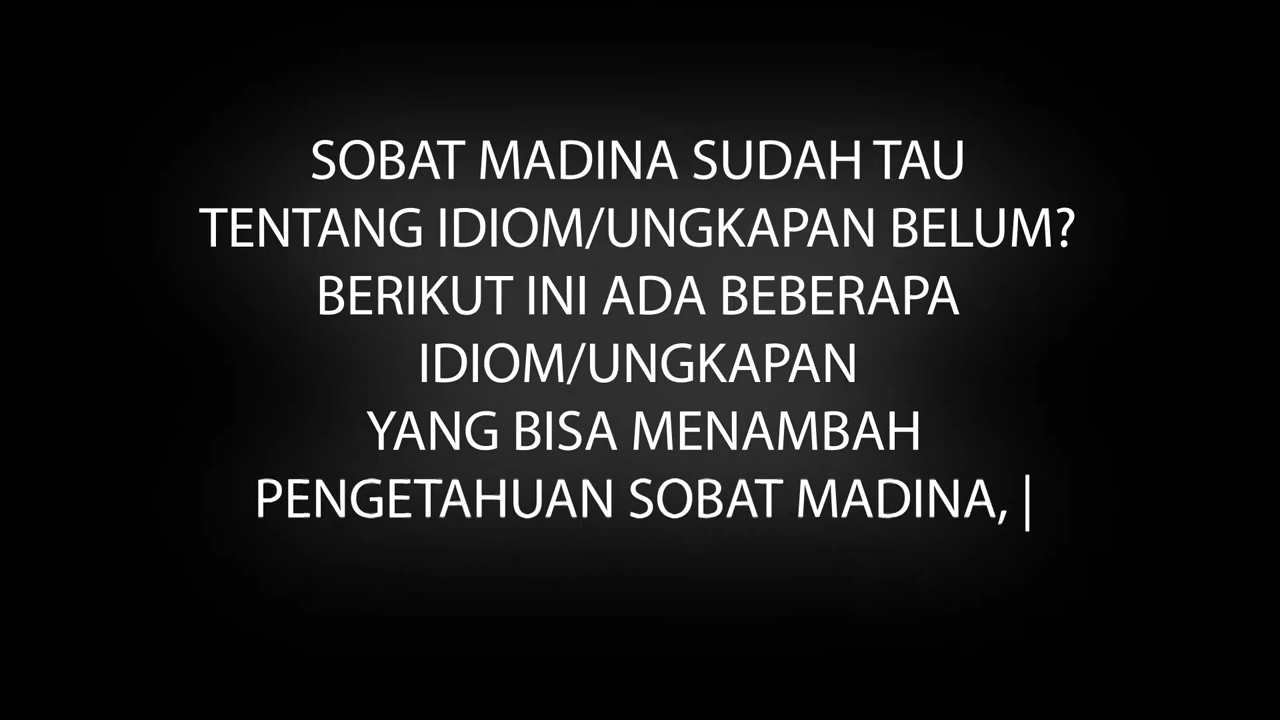 SOBAT MADINA SUDAH TAU
TENTANG IDIOM/UNGKAPAN BELUM?
BERIKUT INI ADA BEBERAPA
IDIOM/UNGKAPAN
YANG BISA MENAMBAH
PENGETAHUAN SOBAT MADINA, |